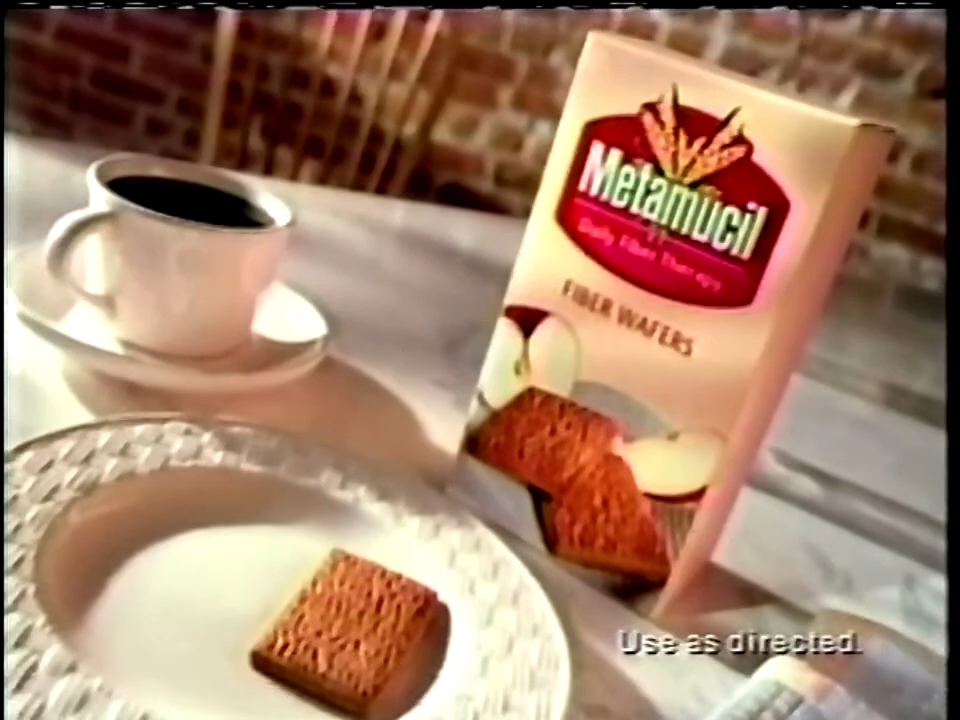 Metamucil
Daily Fiber Therapy
FIBER WAFERS
Use as directed.